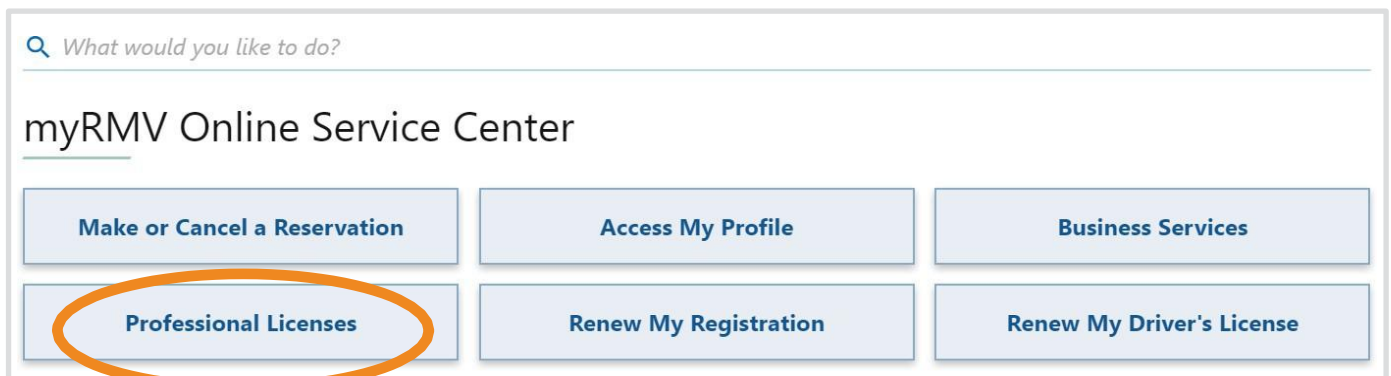 What would you like to do?
myRMV Online Service Center
Make or Cancel a Reservation
Access My Profile
Business Services
Professional Licenses
Renew My Registration
Renew My Driver's License